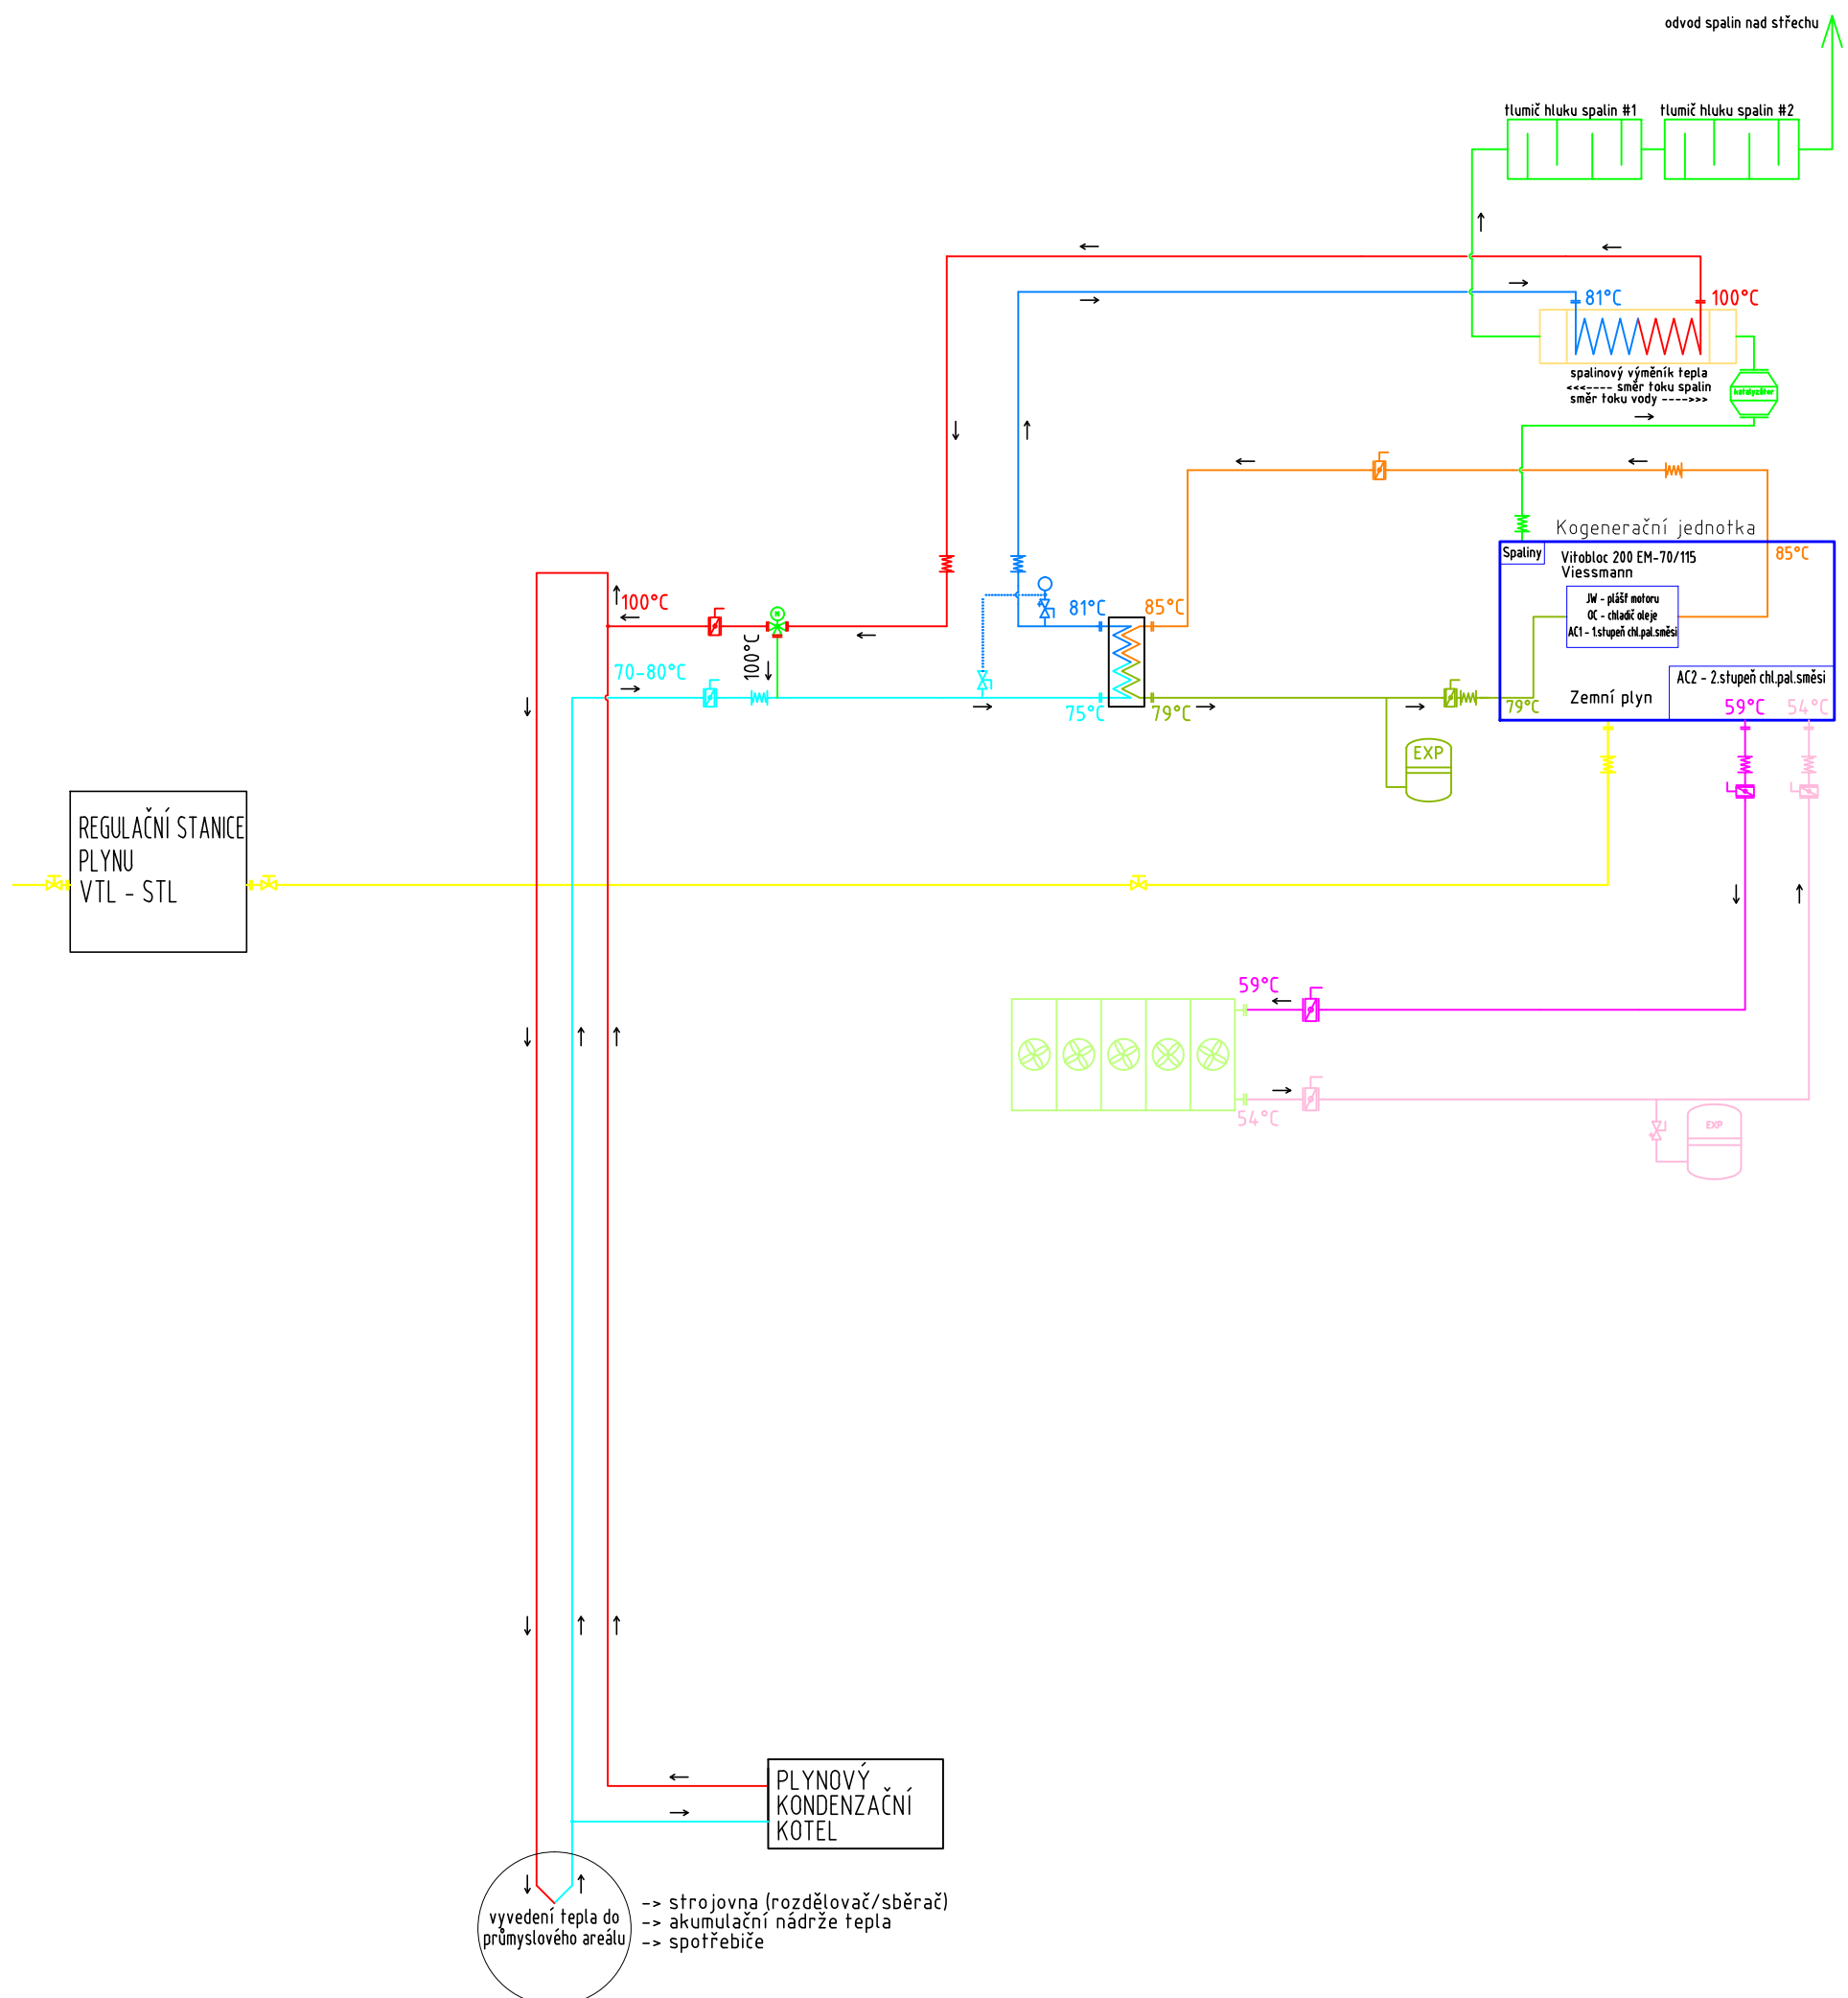 odvod spalin nad střechu
tlumič hluku spalin #1
tlumič hluku spalin #2
81°C
100°C
spalinový výměník tepla
<<<---- směr toku spalin
směr toku vody ---->>>
katalyzátor
Kogenerační jednotka
Spaliny
Vitobloc 200 EM-70/115
Viessmann
85°C
JW - plášť motoru
OC - chladič oleje
AC1 - 1.stupeň chl.pal.směsi
AC2 - 2.stupeň chl.pal.směsi
Zemní plyn
79°C
59°C
54°C
100°C
81°C
85°C
100°C
70-80°C
75°C
79°C
EXP
REGULAČNÍ STANICE
PLYNU
VTL - STL
59°C
54°C
EXP
PLYNOVÝ
KONDENZAČNÍ
KOTEL
vyvedení tepla do
průmyslového areálu
-> strojovna (rozdělovač/sběrač)
-> akumulační nádrže tepla
-> spotřebiče